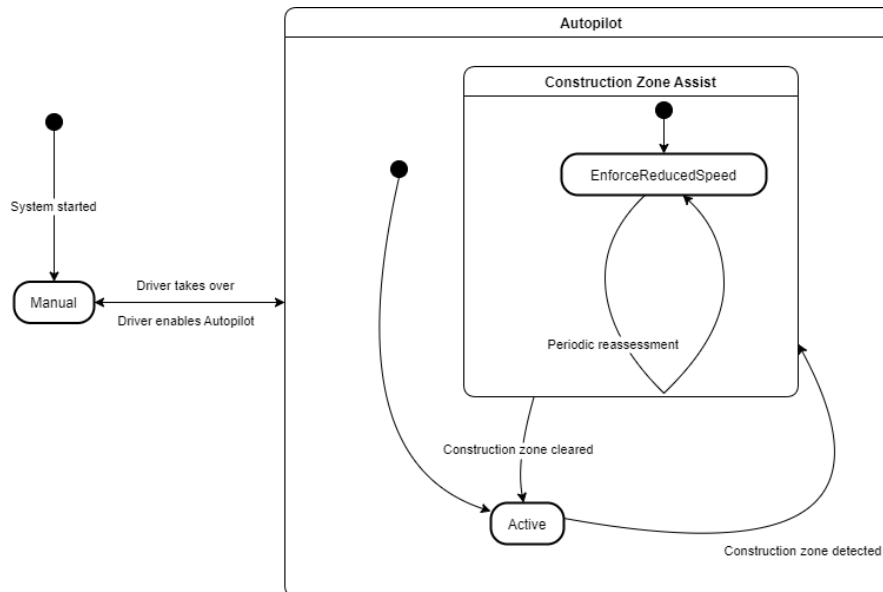 Autopilot
Construction Zone Assist
EnforceReducedSpeed
System started
Driver takes over
Manual
Driver enables Autopilot
Periodic reassessment
Construction zone cleared
Active
Construction zone detected